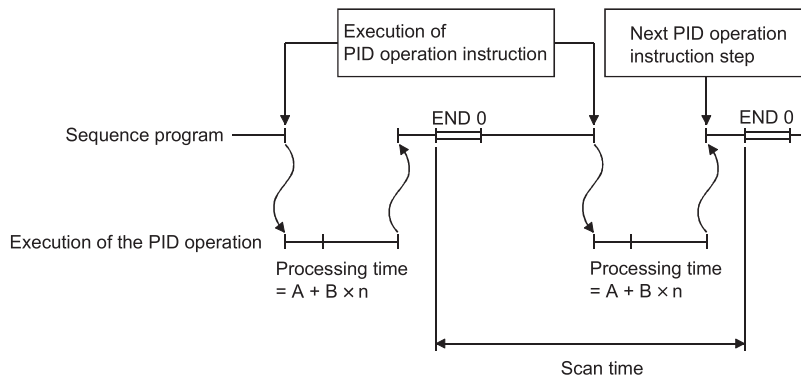 Execution of
PID operation instruction
Next PID operation
instruction step
END 0
END 0
Sequence program
Execution of the PID operation
Processing time
= A + B × n
Processing time
= A + B × n
Scan time